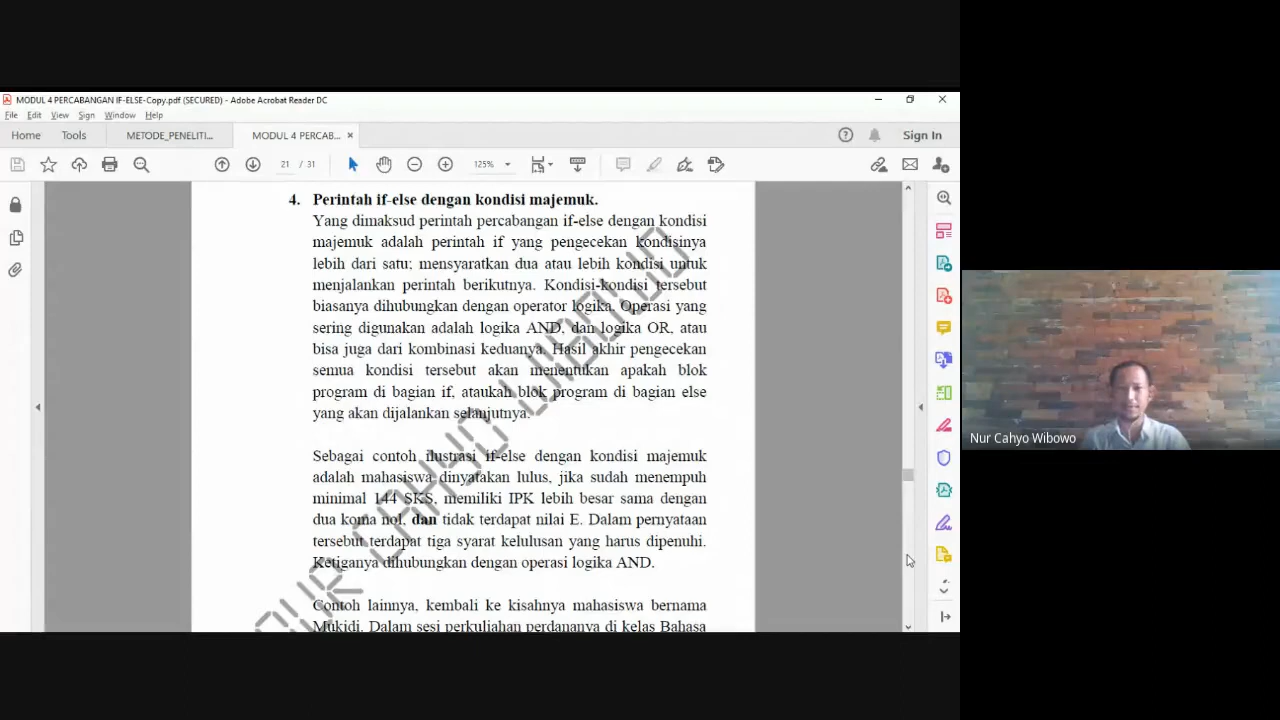 MODUL 4 PERCABANGAN IF-ELSE-Copy.pdf (SECURED) - Adobe Acrobat Reader DC
File Edit View Sign Window Help
Home Tools METODE_PENELITI... MODUL 4 PERCAB... × Sign In
21 / 31 125%
4. Perintah if-else dengan kondisi majemuk.
Yang dimaksud perintah percabangan if-else dengan kondisi
majemuk adalah perintah if yang pengecekan kondisinya
lebih dari satu; mensyaratkan dua atau lebih kondisi untuk
menjalankan perintah berikutnya. Kondisi-kondisi tersebut
biasanya dihubungkan dengan operator logika. Operasi yang
sering digunakan adalah logika AND, dan logika OR, atau
bisa juga dari kombinasi keduanya. Hasil akhir pengecekan
semua kondisi tersebut akan menentukan apakah blok
program di bagian if, ataukah blok program di bagian else
yang akan dijalankan selanjutnya.
Sebagai contoh ilustrasi if-else dengan kondisi majemuk
adalah mahasiswa dinyatakan lulus, jika sudah menempuh
minimal 144 SKS, memiliki IPK lebih besar sama dengan
dua koma nol, dan tidak terdapat nilai E. Dalam pernyataan
tersebut terdapat tiga syarat kelulusan yang harus dipenuhi.
Ketiganya dihubungkan dengan operasi logika AND.
Contoh lainnya, kembali ke kisahnya mahasiswa bernama
Mukidi. Dalam sesi perkuliahan perdananya di kelas Bahasa
NUR CAHYO WIBOWO
Nur Cahyo Wibowo